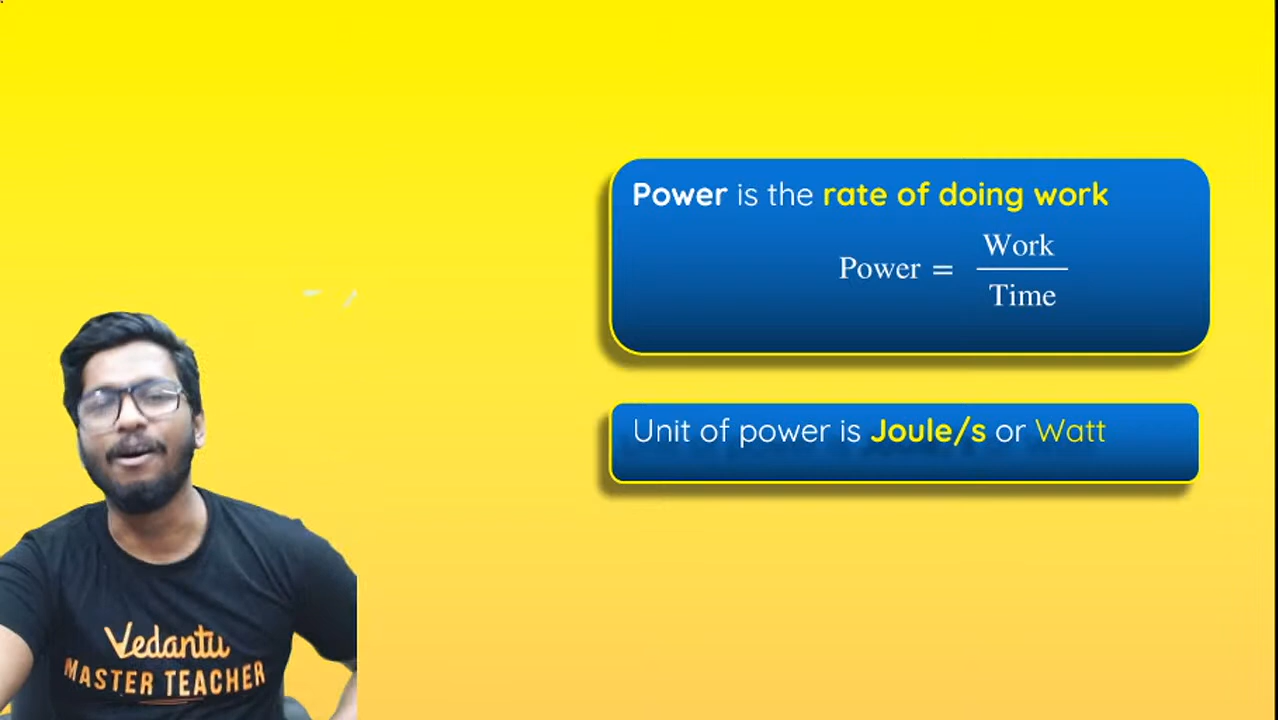 Power is the rate of doing work
Power = Work
Time
Unit of power is Joule/s or Watt
Vedantu
MASTER TEACHER